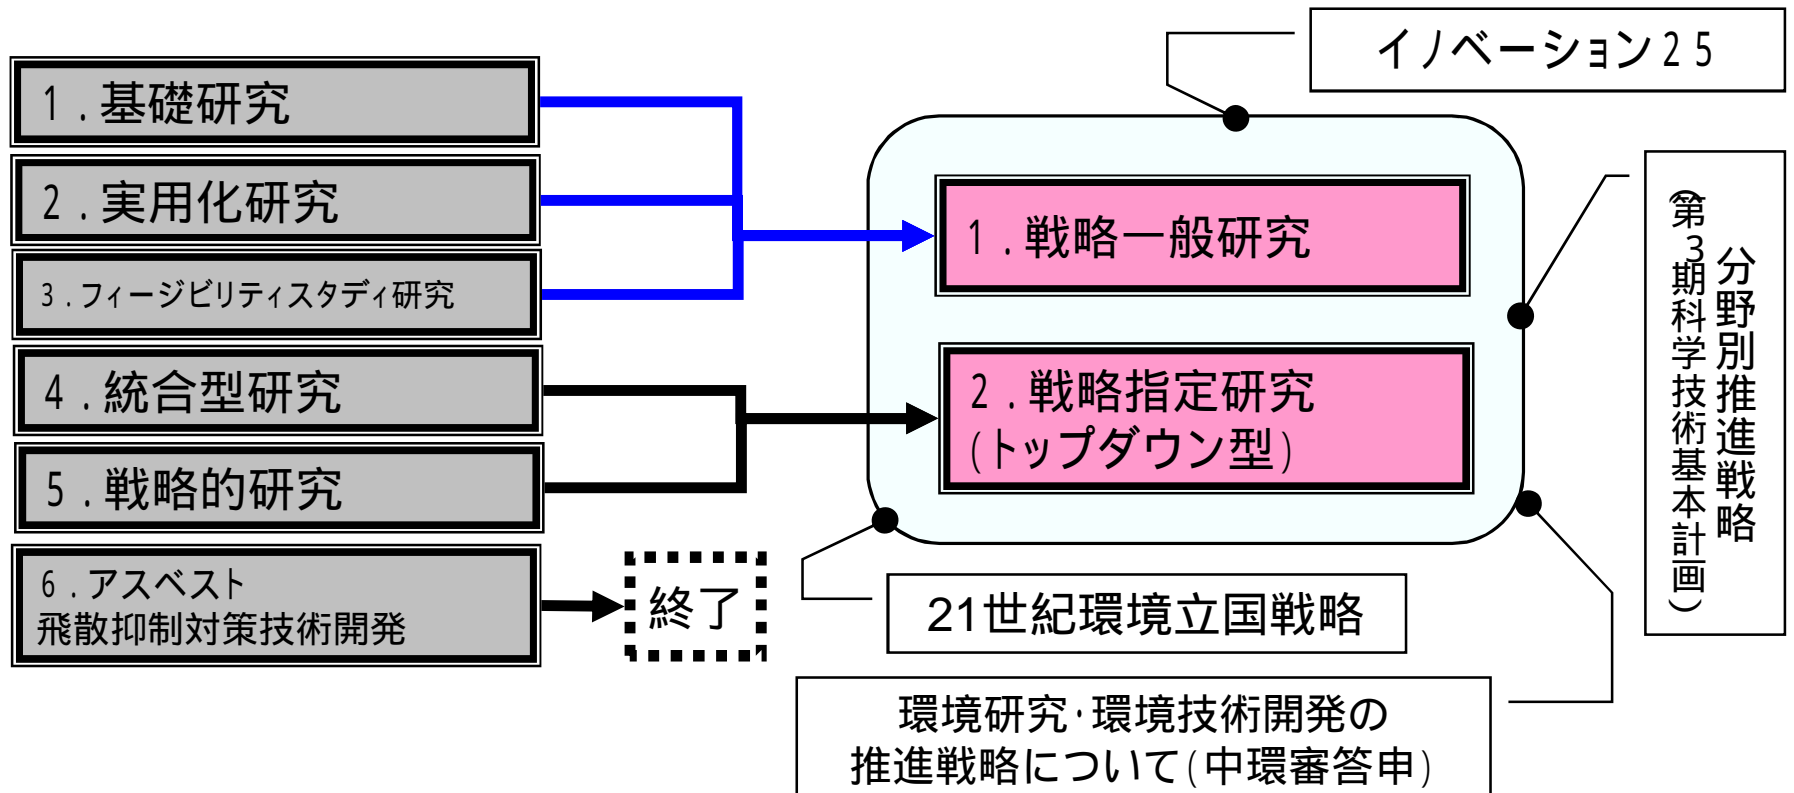 １．基礎研究
２．実用化研究
３．フィージビリティスタディ研究
４．統合型研究
５．戦略的研究
６．アスベスト
飛散抑制対策技術開発
終了
イノベーション２５
１．戦略一般研究
２．戦略指定研究
(トップダウン型)
分野別推進戦略
(第３期科学技術基本計画)
21世紀環境立国戦略
環境研究・環境技術開発の
推進戦略について(中環審答申)